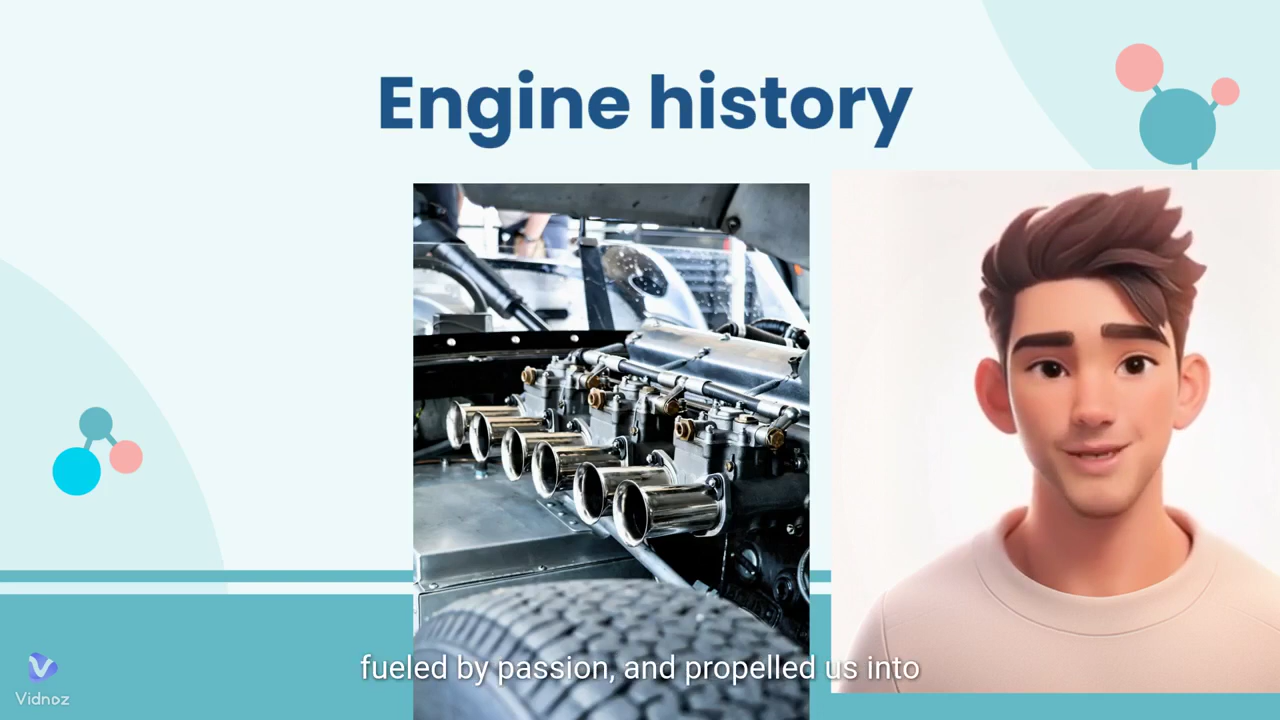 Engine history
fueled by passion, and propelled us into
Vidnoz